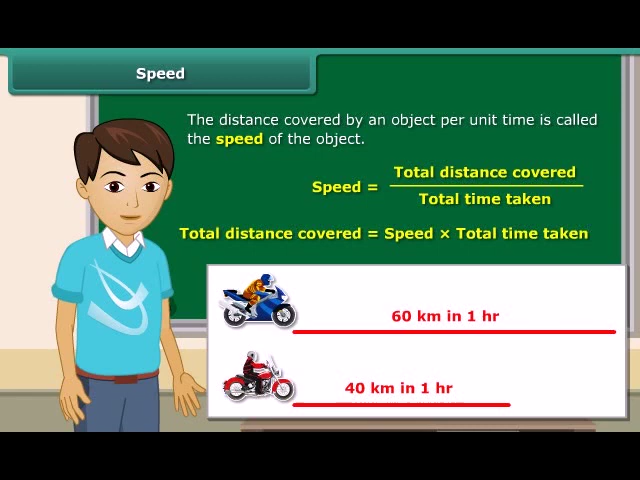 Speed
The distance covered by an object per unit time is called
the speed of the object.
Speed = Total distance covered
Total time taken
Total distance covered = Speed × Total time taken
60 km in 1 hr
40 km in 1 hr